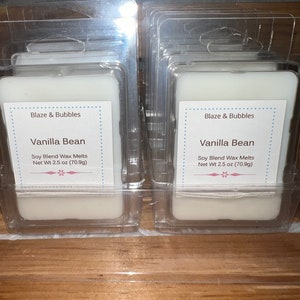 Blaze & Bubbles
Vanilla Bean
Soy Blend Wax Melts
Net Wt 2.5 oz (70.9g)
Blaze & Bubbles
Vanilla Bean
Soy Blend Wax Melts
Net Wt 2.5 oz (70.9g)